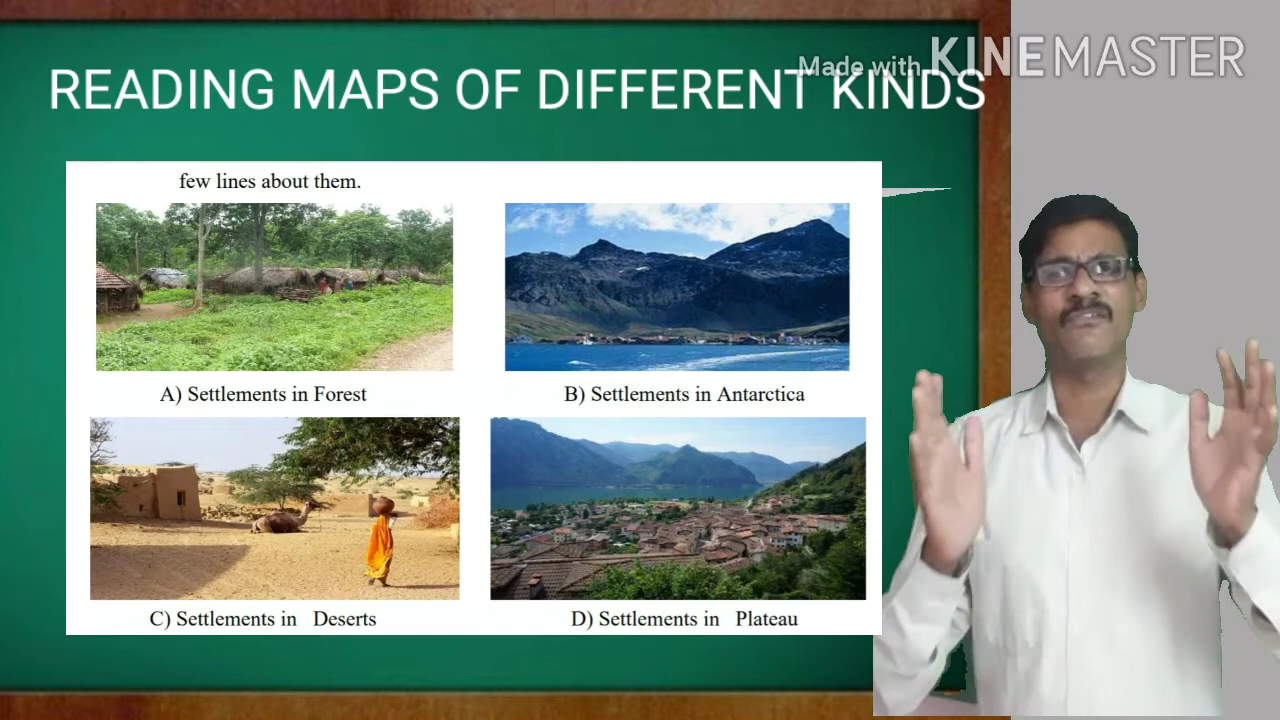 Made with KINEMASTER
READING MAPS OF DIFFERENT KINDS
few lines about them.
A) Settlements in Forest
B) Settlements in Antarctica
C) Settlements in Deserts
D) Settlements in Plateau